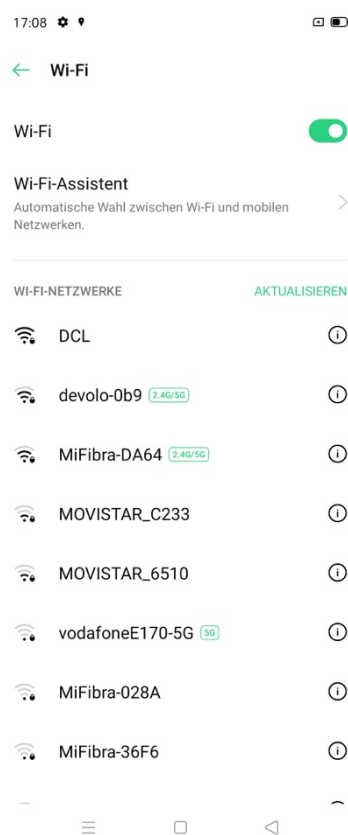 17:08
Wi-Fi
Wi-Fi
Wi-Fi-Assistent
Automatische Wahl zwischen Wi-Fi und mobilen
Netzwerken.
WI-FI-NETZWERKE AKTUALISIEREN
DCL
devolo-0b9 2.4G/5G
MiFibra-DA64 2.4G/5G
MOVISTAR_C233
MOVISTAR_6510
vodafoneE170-5G 5G
MiFibra-028A
MiFibra-36F6